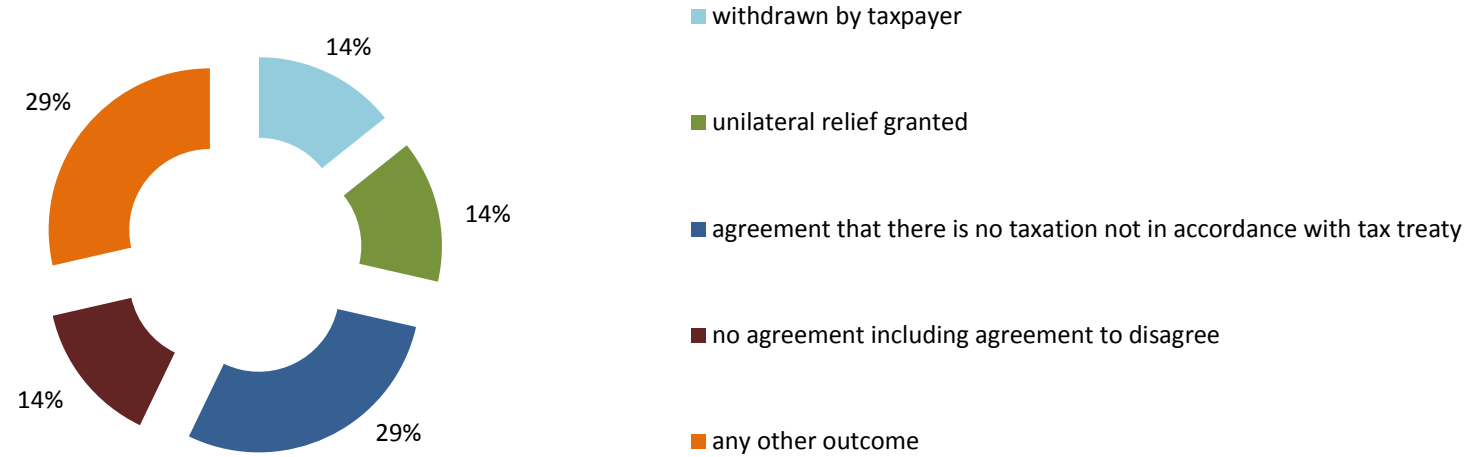 14%
14%
29%
14%
29%
withdrawn by taxpayer
unilateral relief granted
agreement that there is no taxation not in accordance with tax treaty
no agreement including agreement to disagree
any other outcome